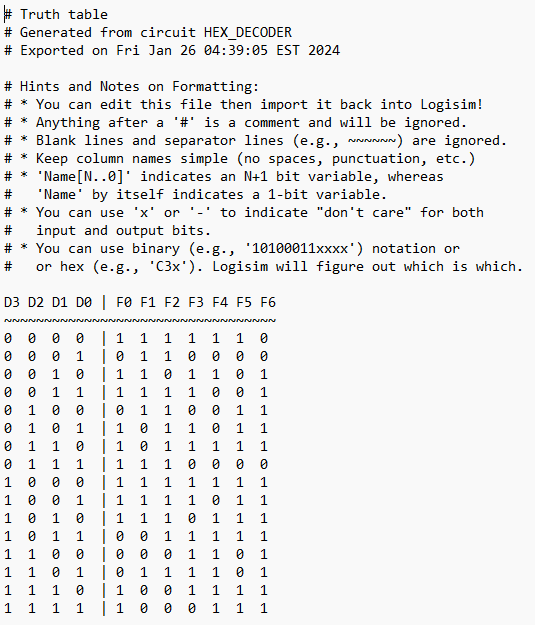 # Truth table
# Generated from circuit HEX_DECODER
# Exported on Fri Jan 26 04:39:05 EST 2024
# Hints and Notes on Formatting:
# * You can edit this file then import it back into Logisim!
# * Anything after a '#' is a comment and will be ignored.
# * Blank lines and separator lines (e.g., ~~~~~~) are ignored.
# * Keep column names simple (no spaces, punctuation, etc.)
# * 'Name[N..0]' indicates an N+1 bit variable, whereas
#   'Name' by itself indicates a 1-bit variable.
# * You can use 'x' or '-' to indicate "don't care" for both
#   input and output bits.
# * You can use binary (e.g., '10100011xxxx') notation or
#   or hex (e.g., 'C3x'). Logisim will figure out which is which.
D3 D2 D1 D0 | F0 F1 F2 F3 F4 F5 F6
~~~~~~~~~~~~~~~~~~~~~~~~~~~~~~~~~~
0  0  0  0  | 1  1  1  1  1  1  0
0  0  0  1  | 0  1  1  0  0  0  0
0  0  1  0  | 1  1  0  1  1  0  1
0  0  1  1  | 1  1  1  1  0  0  1
0  1  0  0  | 0  1  1  0  0  1  1
0  1  0  1  | 1  0  1  1  0  1  1
0  1  1  0  | 1  0  1  1  1  1  1
0  1  1  1  | 1  1  1  0  0  0  0
1  0  0  0  | 1  1  1  1  1  1  1
1  0  0  1  | 1  1  1  1  0  1  1
1  0  1  0  | 1  1  1  0  1  1  1
1  0  1  1  | 0  0  1  1  1  1  1
1  1  0  0  | 0  0  0  1  1  0  1
1  1  0  1  | 0  1  1  1  1  0  1
1  1  1  0  | 1  0  0  1  1  1  1
1  1  1  1  | 1  0  0  0  1  1  1